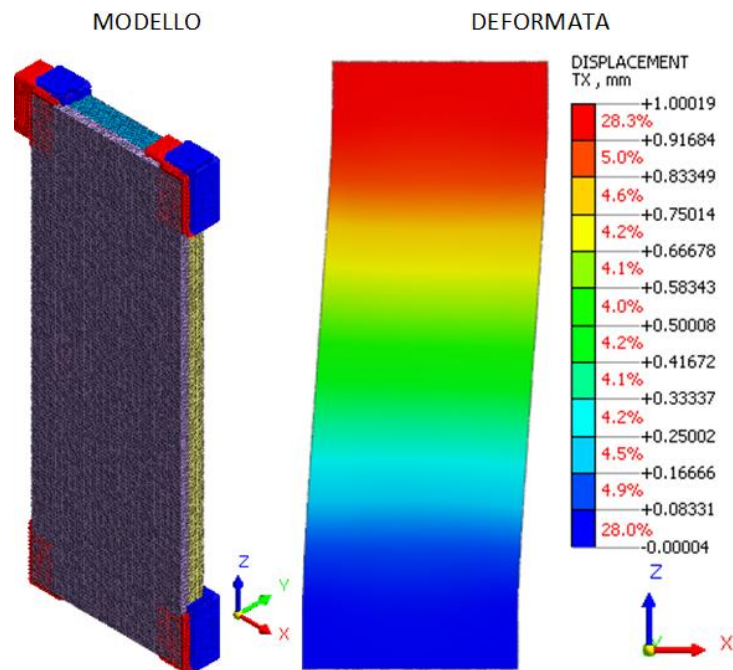 MODELLO
DEFORMATA
DISPLACEMENT
TX , mm
+1.00019
28.3%
+0.91684
5.0%
+0.83349
4.6%
+0.75014
4.2%
+0.66678
4.1%
+0.58343
4.0%
+0.50008
4.2%
+0.41672
4.1%
+0.33337
4.2%
+0.25002
4.5%
+0.16666
4.9%
+0.08331
28.0%
-0.00004
Z
Y
X
Z
Y
X